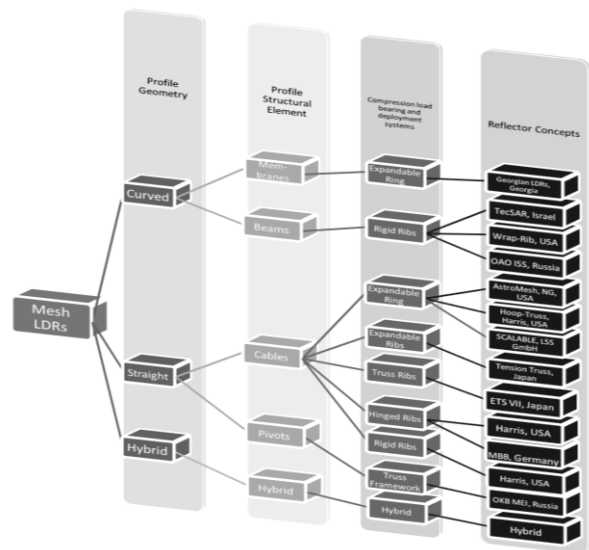 Profile
Geometry
Profile
Structural
Element
Compression load
bearing and
deployment
systems
Reflector Concepts
Mesh
LDRs
Curved
Straight
Hybrid
Mem-
branes
Beams
Cables
Pivots
Hybrid
Expandable
Ring
Rigid Ribs
Expandable
Ring
Expandable
Ribs
Truss Ribs
Hinged Ribs
Rigid Ribs
Truss
Framework
Hybrid
Georgian LDRs,
Georgia
TecSAR, Israel
Wrap-Rib, USA
OAO ISS, Russia
AstroMesh, NG,
USA
Hoop-Truss,
Harris, USA
SCALABLE, LSS
GmbH
Tension Truss,
Japan
ETS VII, Japan
Harris, USA
MBB, Germany
Harris, USA
OKB MEI, Russia
Hybrid